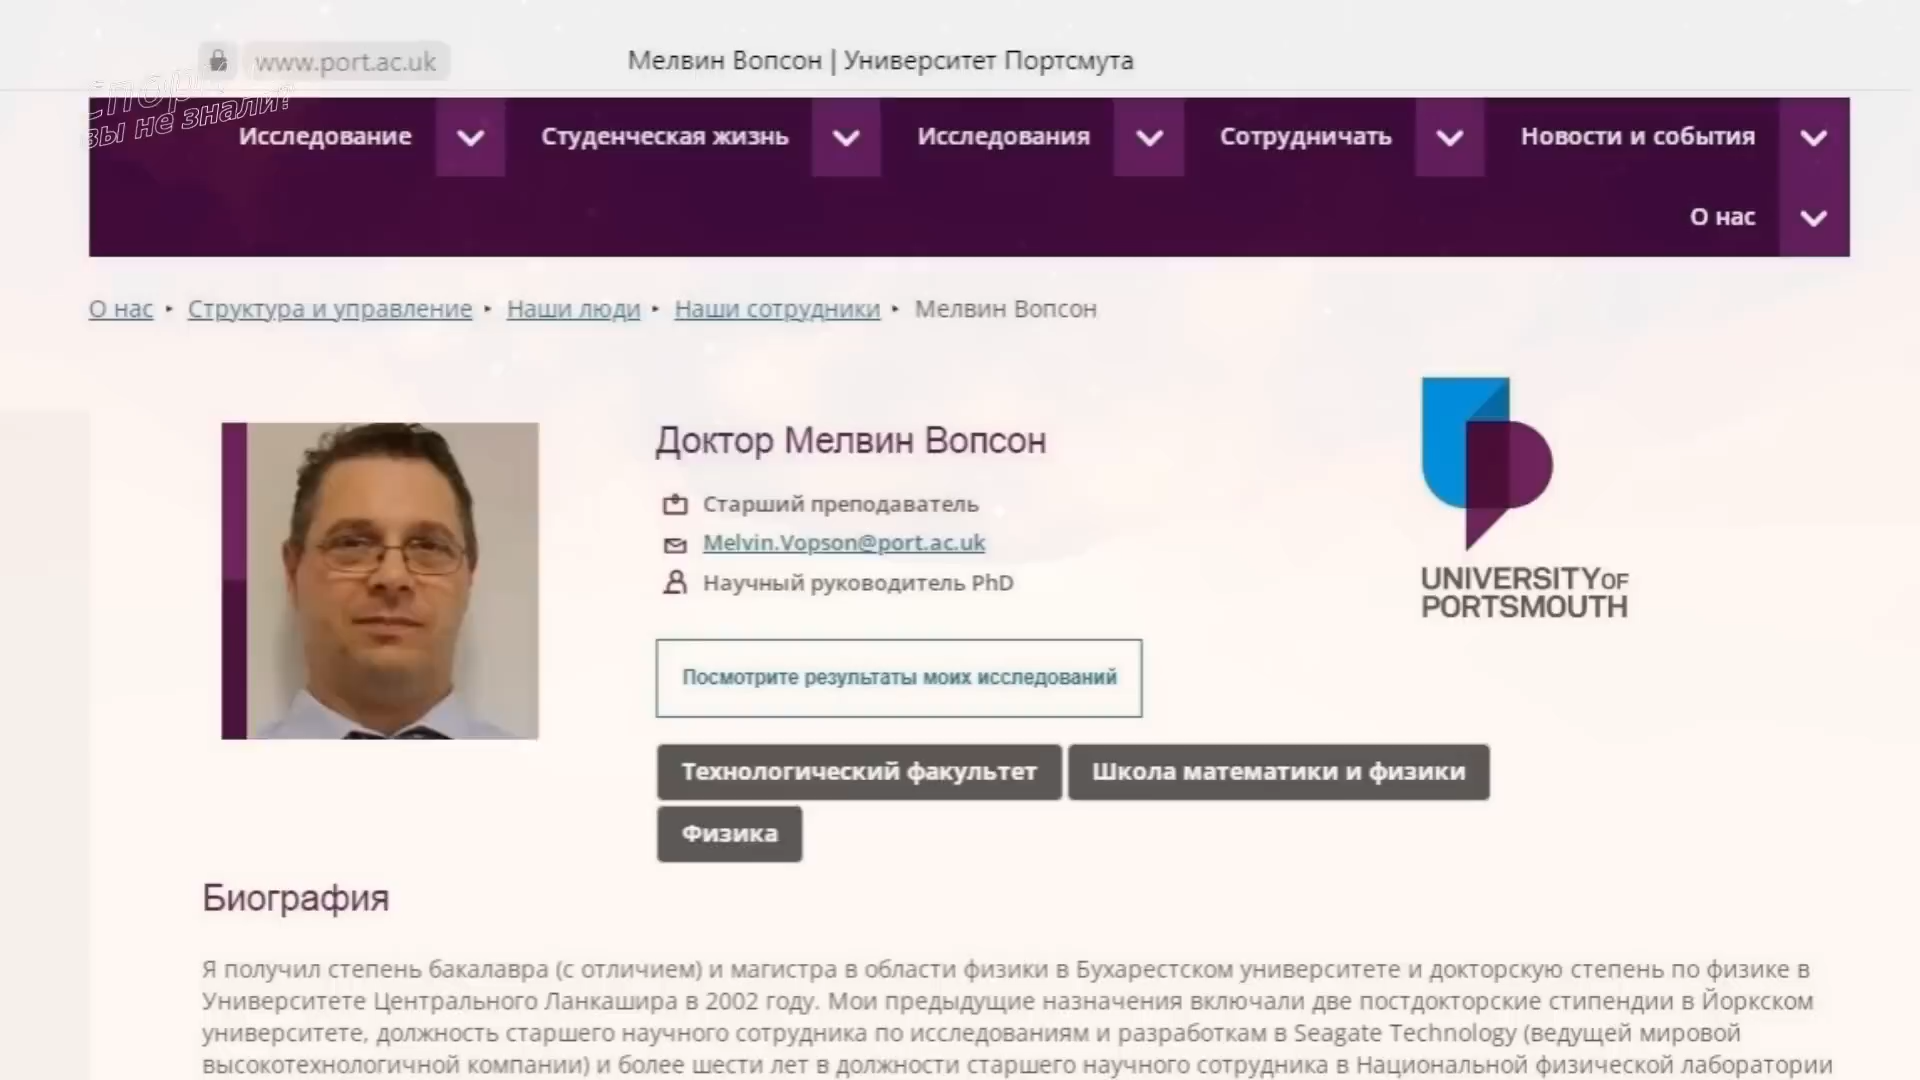 www.port.ac.uk
Мелвин Вопсон | Университет Портсмута
Спорим
вы не знали?
Исследование
Студенческая жизнь
Исследования
Сотрудничать
Новости и события
О нас
О нас • Структура и управление • Наши люди • Наши сотрудники • Мелвин Вопсон
Доктор Мелвин Вопсон
Старший преподаватель
Melvin.Vopson@port.ac.uk
Научный руководитель PhD
UNIVERSITY OF
PORTSMOUTH
Посмотрите результаты моих исследований
Технологический факультет
Школа математики и физики
Физика
Биография
Я получил степень бакалавра (с отличием) и магистра в области физики в Бухарестском университете и докторскую степень по физике в
Университете Центрального Ланкашира в 2002 году. Мои предыдущие назначения включали две постдокторские стипендии в Йоркском
университете, должность старшего научного сотрудника по исследованиям и разработкам в Seagate Technology (ведущей мировой
высокотехнологичной компании) и более шести лет в должности старшего научного сотрудника в Национальной физической лаборатории